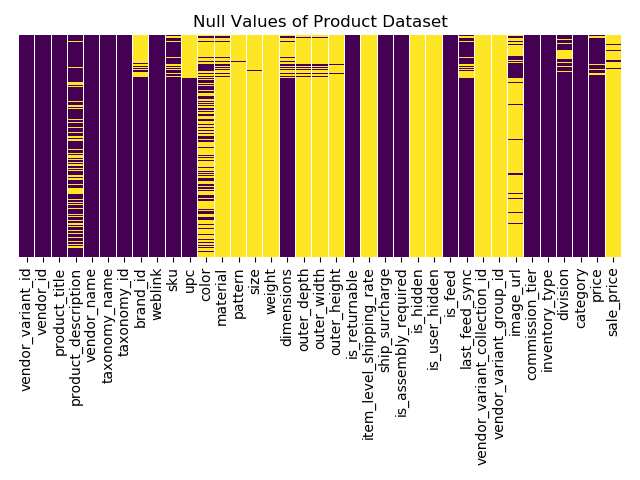 Null Values of Product Dataset
vendor_variant_id
vendor_id
product_title
product_description
vendor_name
taxonomy_name
taxonomy_id
brand_id
weblink
sku
upc
color
material
pattern
size
weight
dimensions
outer_depth
outer_width
outer_height
is_returnable
item_level_shipping_rate
ship_surcharge
is_assembly_required
is_hidden
is_user_hidden
is_feed
last_feed_sync
vendor_variant_collection_id
vendor_variant_group_id
image_url
commission_tier
inventory_type
division
category
price
sale_price